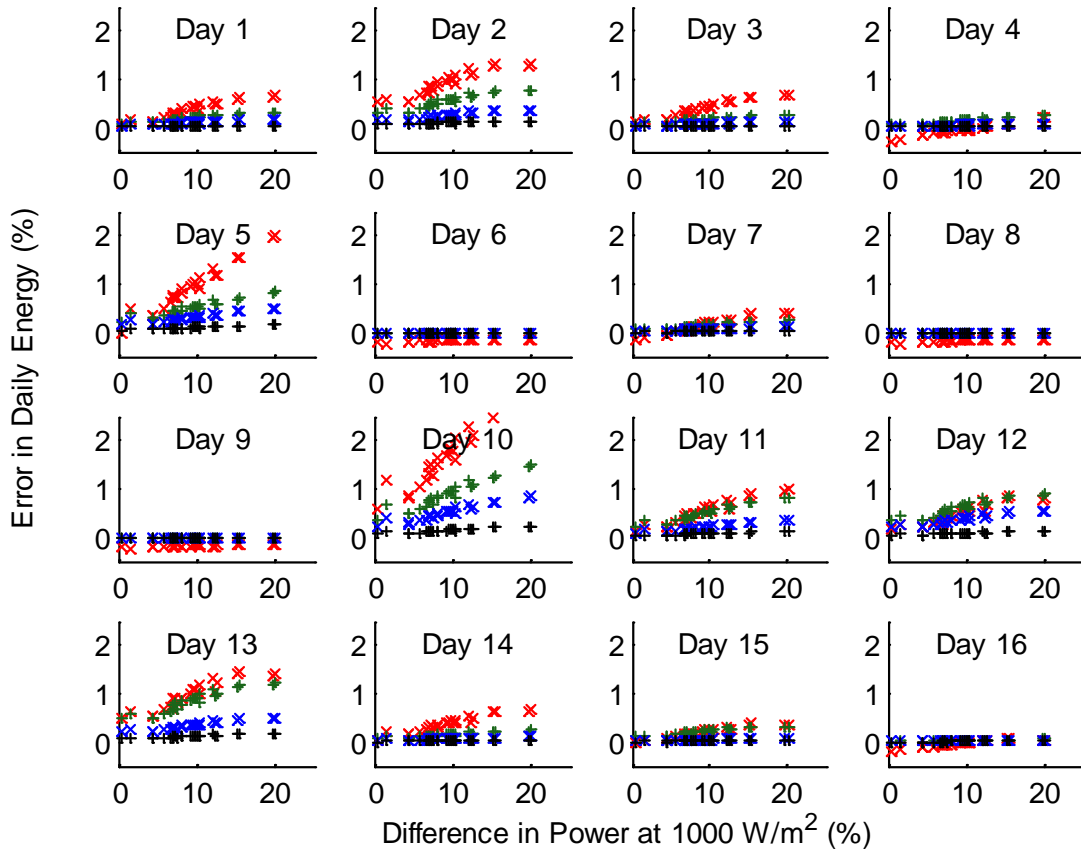 Error in Daily Energy (%)
Day 1 Day 2 Day 3 Day 4
2 2 2 2
1 1 1 1
0 0 0 0
0 10 20 0 10 20 0 10 20 0 10 20
Day 5 Day 6 Day 7 Day 8
2 2 2 2
1 1 1 1
0 0 0 0
0 10 20 0 10 20 0 10 20 0 10 20
Day 9 Day 10 Day 11 Day 12
2 2 2 2
1 1 1 1
0 0 0 0
0 10 20 0 10 20 0 10 20 0 10 20
Day 13 Day 14 Day 15 Day 16
2 2 2 2
1 1 1 1
0 0 0 0
0 10 20 0 10 20 0 10 20 0 10 20
Difference in Power at 1000 W/m² (%)